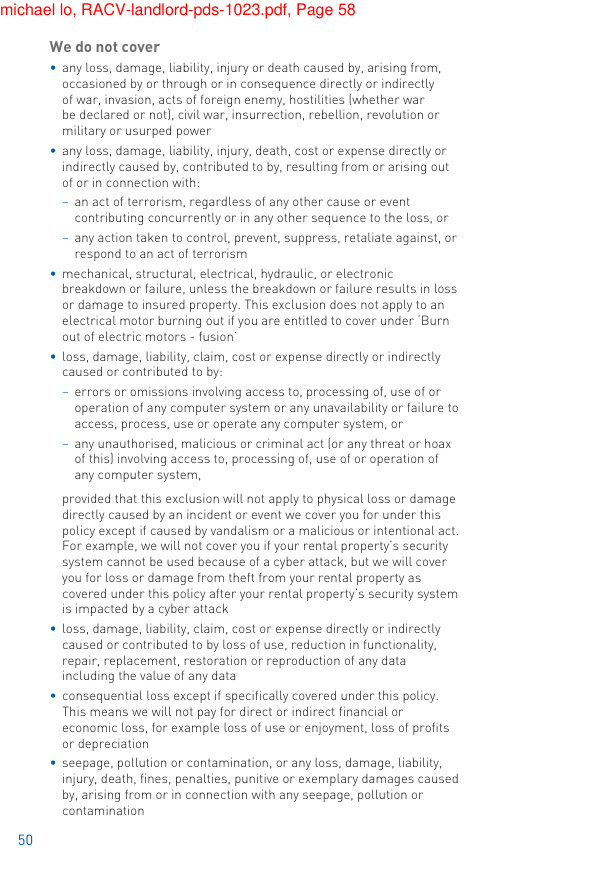 michael lo, RACV-landlord-pds-1023.pdf, Page 58
We do not cover
• any loss, damage, liability, injury or death caused by, arising from,
occasioned by or through or in consequence directly or indirectly
of war, invasion, acts of foreign enemy, hostilities (whether war
be declared or not), civil war, insurrection, rebellion, revolution or
military or usurped power
• any loss, damage, liability, injury, death, cost or expense directly or
indirectly caused by, contributed to by, resulting from or arising out
of or in connection with:
– an act of terrorism, regardless of any other cause or event
contributing concurrently or in any other sequence to the loss, or
– any action taken to control, prevent, suppress, retaliate against, or
respond to an act of terrorism
• mechanical, structural, electrical, hydraulic, or electronic
breakdown or failure, unless the breakdown or failure results in loss
or damage to insured property. This exclusion does not apply to an
electrical motor burning out if you are entitled to cover under ‘Burn
out of electric motors - fusion’
• loss, damage, liability, claim, cost or expense directly or indirectly
caused or contributed to by:
– errors or omissions involving access to, processing of, use of or
operation of any computer system or any unavailability or failure to
access, process, use or operate any computer system, or
– any unauthorised, malicious or criminal act (or any threat or hoax
of this) involving access to, processing of, use of or operation of
any computer system,
provided that this exclusion will not apply to physical loss or damage
directly caused by an incident or event we cover you for under this
policy except if caused by vandalism or a malicious or intentional act.
For example, we will not cover you if your rental property’s security
system cannot be used because of a cyber attack, but we will cover
you for loss or damage from theft from your rental property as
covered under this policy after your rental property’s security system
is impacted by a cyber attack
• loss, damage, liability, claim, cost or expense directly or indirectly
caused or contributed to by loss of use, reduction in functionality,
repair, replacement, restoration or reproduction of any data
including the value of any data
• consequential loss except if specifically covered under this policy.
This means we will not pay for direct or indirect financial or
economic loss, for example loss of use or enjoyment, loss of profits
or depreciation
• seepage, pollution or contamination, or any loss, damage, liability,
injury, death, fines, penalties, punitive or exemplary damages caused
by, arising from or in connection with any seepage, pollution or
contamination
50